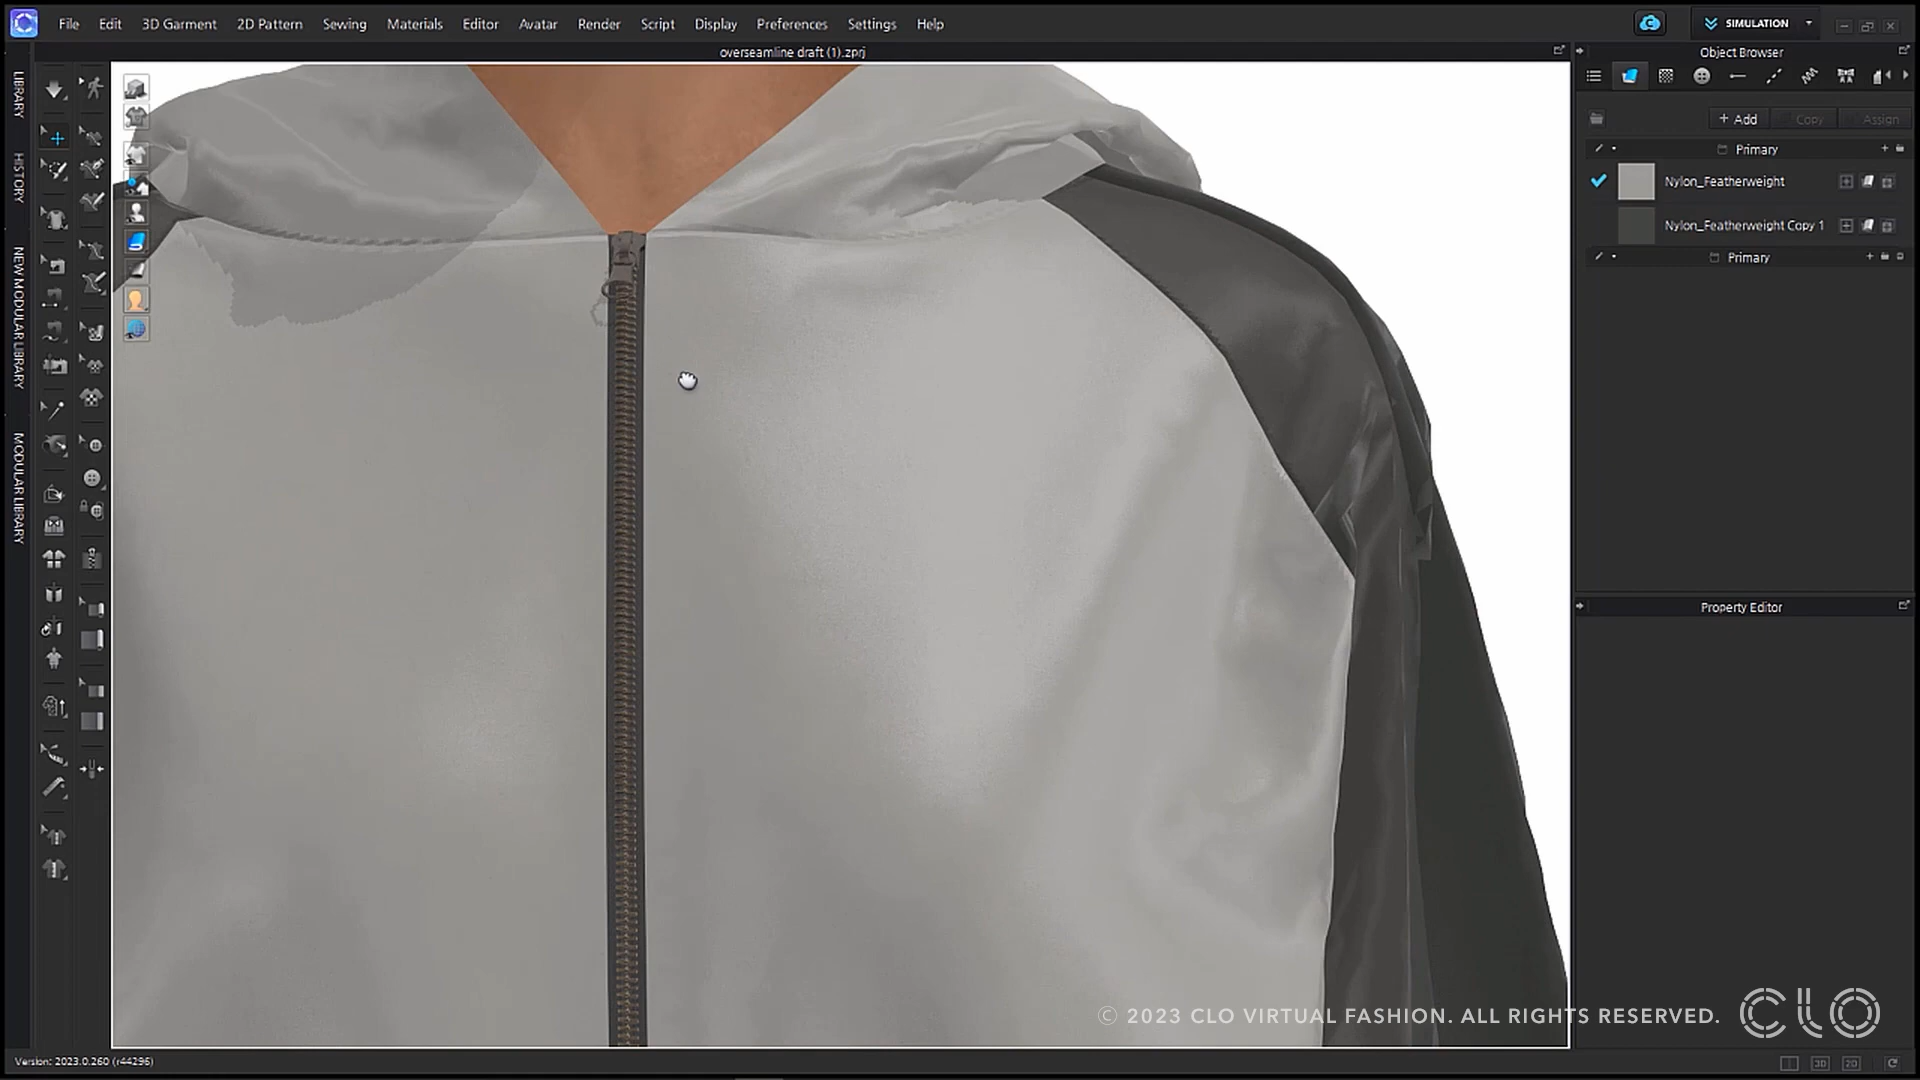 File Edit 3D Garment 2D Pattern Sewing Materials Editor Avatar Render Script Display Preferences Settings Help
SIMULATION
overseamline draft (1).zprj
Object Browser
LIBRARY
HISTORY
NEW MODULAR LIBRARY
MODULAR LIBRARY
+ Add Copy Assign
Primary
Nylon_Featherweight
Nylon_Featherweight Copy 1
Primary
Property Editor
© 2023 CLO VIRTUAL FASHION. ALL RIGHTS RESERVED. CLO
Version: 2023.0.260 (r44296)
3D 2D